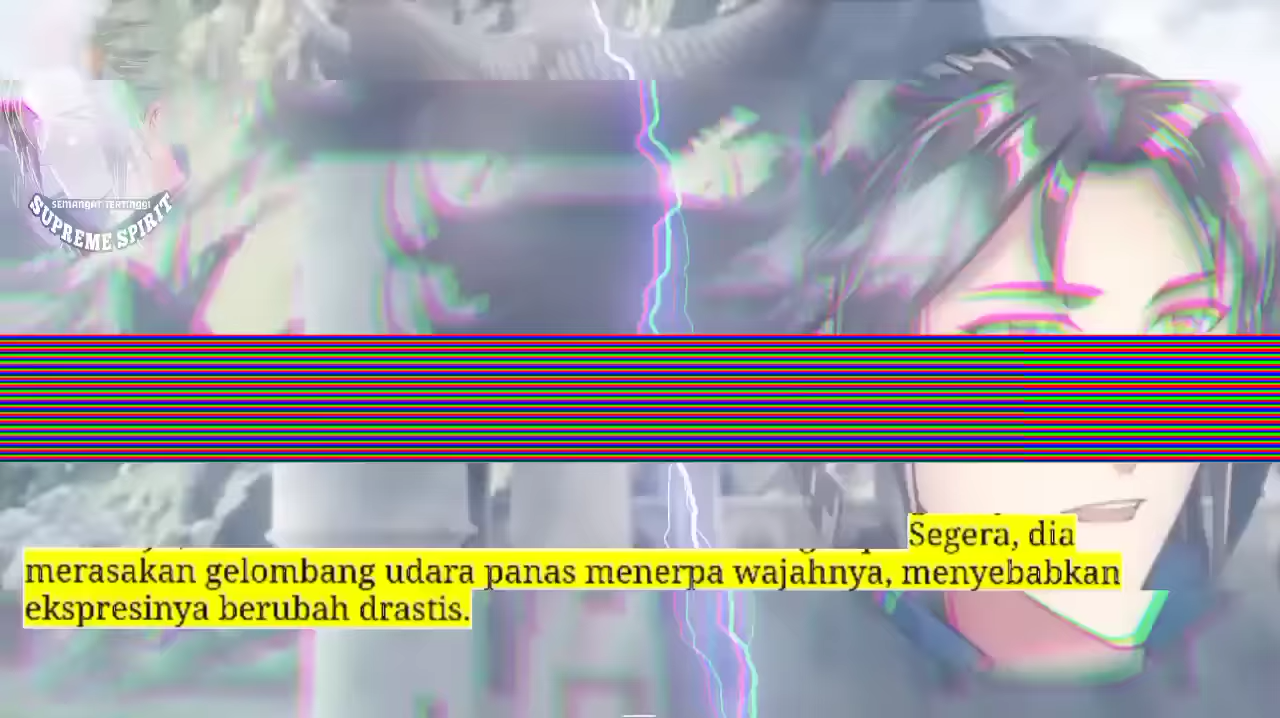 SEMANGAT TERTINGGI
SUPREME SPIRIT
Segera, dia
merasakan gelombang udara panas menerpa wajahnya, menyebabkan
ekspresinya berubah drastis.